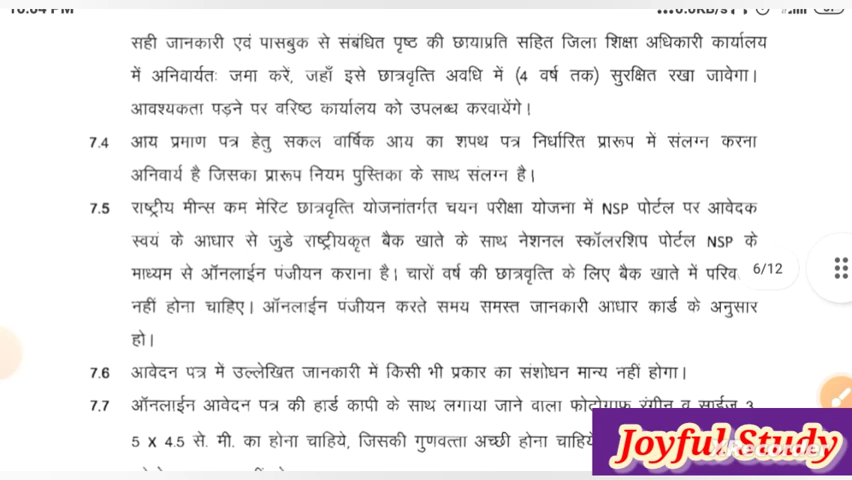 सही जानकारी एवं पासबुक से संबंधित पृष्ठ की छायाप्रति सहित जिला शिक्षा अधिकारी कार्यालय
में अनिवार्यतः जमा करें, जहाँ इसे छात्रवृत्ति अवधि में (4 वर्ष तक) सुरक्षित रखा जावेगा।
आवश्यकता पड़ने पर वरिष्ठ कार्यालय को उपलब्ध करवायेंगे!
7.4 आय प्रमाण पत्र हेतु सकल वार्षिक आय का शपथ पत्र निर्धारित प्रारूप में संलग्न करना
अनिवार्य है जिसका प्रारूप नियम पुस्तिका के साथ संलग्न है।
7.5 राष्ट्रीय मीन्स कम मेरिट छात्रवृत्ति योजनांतर्गत चयन परीक्षा योजना में NSP पोर्टल पर आवेदक
स्वयं के आधार से जुडे राष्ट्रीयकृत बैक खाते के साथ नेशनल स्कॉलरशिप पोर्टल NSP के
माध्यम से ऑनलाईन पंजीयन कराना है। चारों वर्ष की छात्रवृत्ति के लिए बैक खाते में
6/12
नहीं होना चाहिए। ऑनलाईन पंजीयन करते समय समस्त जानकारी आधार कार्ड के अनुसार
हो।
7.6 आवेदन पत्र में उल्लेखित जानकारी में किसी भी प्रकार का संशोधन मान्य नहीं होगा।
7.7 ऑनलाईन आवेदन पत्र की हार्ड कापी के साथ लगाया जाने वाला फोटोग्राफ रंगीन व साईज 3
5 X 4.5 से. मी. का होना चाहिये, जिसकी गुणवत्ता अच्छी होना चाहिये
Joyful Study